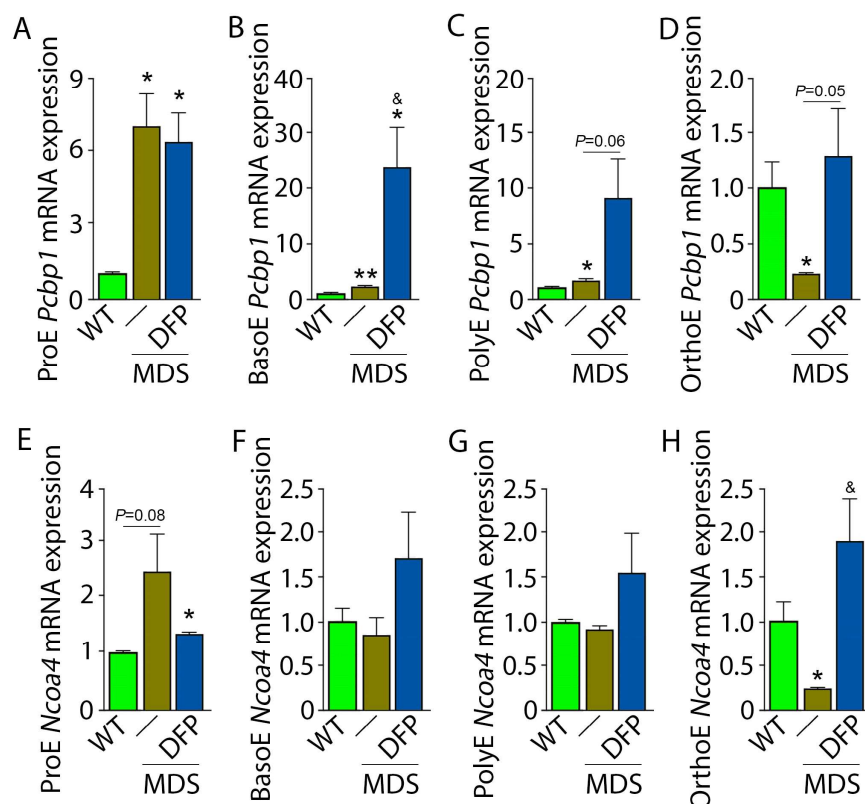 A
ProE Pcbp1 mRNA expression
9
6
3
0
*
*
WT
—
DFP
MDS
B
BasoE Pcbp1 mRNA expression
40
30
20
10
0
**
&
*
WT
—
DFP
MDS
C
PolyE Pcbp1 mRNA expression
20
15
10
5
0
*
P=0.06
WT
—
DFP
MDS
D
OrthoE Pcbp1 mRNA expression
2.0
1.5
1.0
0.5
0
*
P=0.05
WT
—
DFP
MDS
E
ProE Ncoa4 mRNA expression
4
3
2
1
0
P=0.08
*
WT
—
DFP
MDS
F
BasoE Ncoa4 mRNA expression
2.5
2.0
1.5
1.0
0.5
0
WT
—
DFP
MDS
G
PolyE Ncoa4 mRNA expression
2.5
2.0
1.5
1.0
0.5
0
WT
—
DFP
MDS
H
OrthoE Ncoa4 mRNA expression
2.5
2.0
1.5
1.0
0.5
0
*
&
WT
—
DFP
MDS